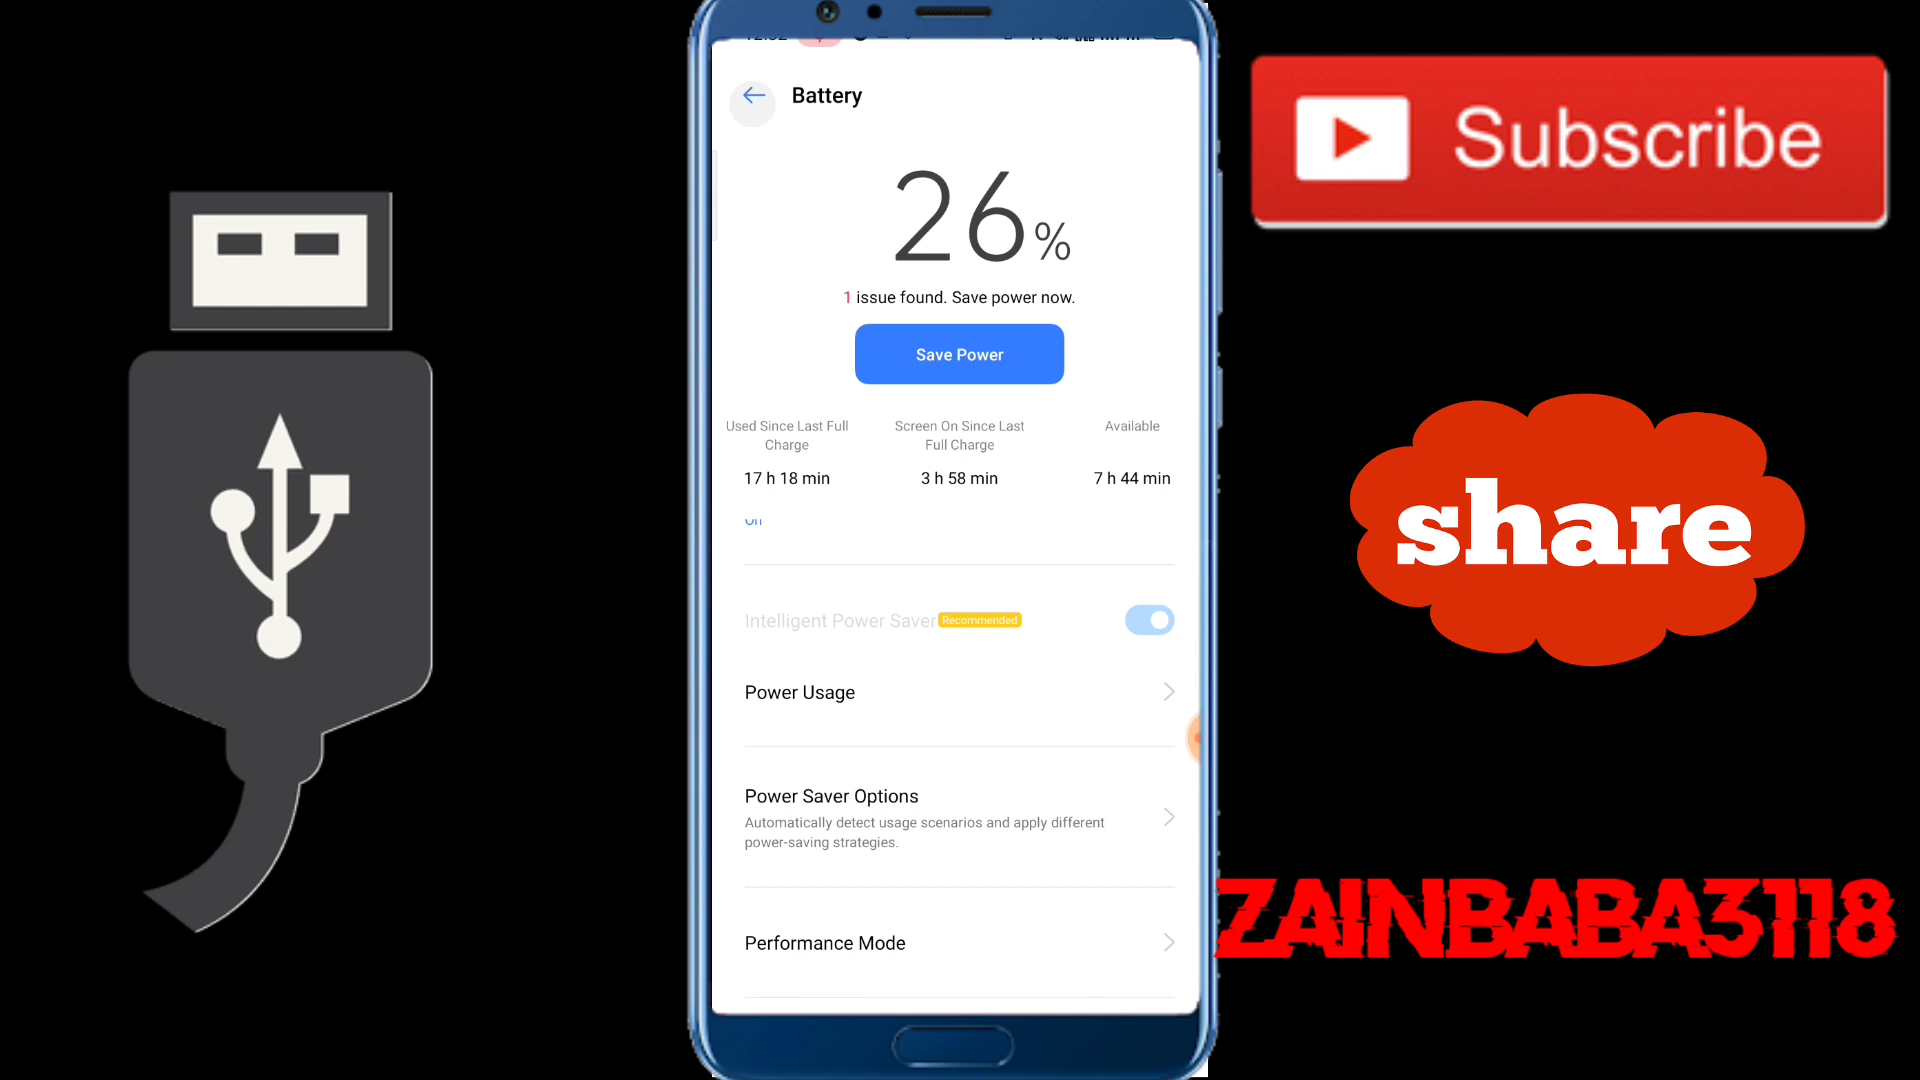 Battery
26%
1 issue found. Save power now.
Save Power
Used Since Last Full Charge
17 h 18 min
Screen On Since Last Full Charge
3 h 58 min
Available
7 h 44 min
Intelligent Power Saver Recommended
Power Usage
Power Saver Options
Automatically detect usage scenarios and apply different
power-saving strategies.
Performance Mode
Subscribe
share
ZAINBABA3118